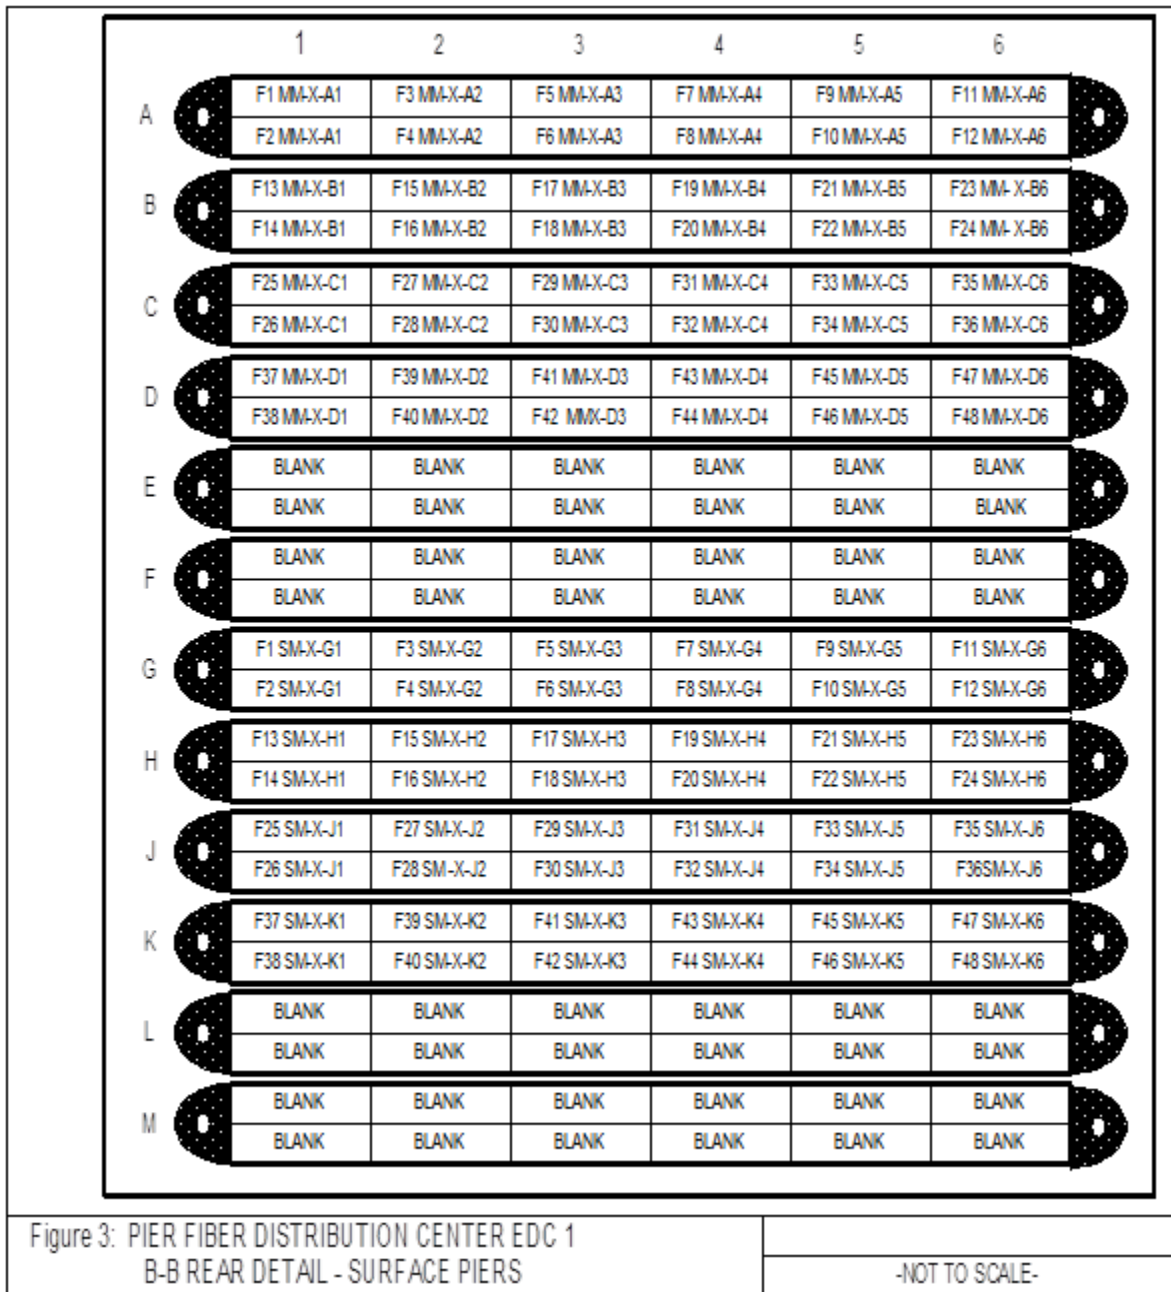 1 2 3 4 5 6
A
F1 MM-X-A1 F3 MM-X-A2 F5 MM-X-A3 F7 MM-X-A4 F9 MM-X-A5 F11 MM-X-A6
F2 MM-X-A1 F4 MM-X-A2 F6 MM-X-A3 F8 MM-X-A4 F10 MM-X-A5 F12 MM-X-A6
B
F13 MM-X-B1 F15 MM-X-B2 F17 MM-X-B3 F19 MM-X-B4 F21 MM-X-B5 F23 MM- X-B6
F14 MM-X-B1 F16 MM-X-B2 F18 MM-X-B3 F20 MM-X-B4 F22 MM-X-B5 F24 MM- X-B6
C
F25 MM-X-C1 F27 MM-X-C2 F29 MM-X-C3 F31 MM-X-C4 F33 MM-X-C5 F35 MM-X-C6
F26 MM-X-C1 F28 MM-X-C2 F30 MM-X-C3 F32 MM-X-C4 F34 MM-X-C5 F36 MM-X-C6
D
F37 MM-X-D1 F39 MM-X-D2 F41 MM-X-D3 F43 MM-X-D4 F45 MM-X-D5 F47 MM-X-D6
F38 MM-X-D1 F40 MM-X-D2 F42 MMX-D3 F44 MM-X-D4 F46 MM-X-D5 F48 MM-X-D6
E
BLANK BLANK BLANK BLANK BLANK BLANK
BLANK BLANK BLANK BLANK BLANK BLANK
F
BLANK BLANK BLANK BLANK BLANK BLANK
BLANK BLANK BLANK BLANK BLANK BLANK
G
F1 SM-X-G1 F3 SM-X-G2 F5 SM-X-G3 F7 SM-X-G4 F9 SM-X-G5 F11 SM-X-G6
F2 SM-X-G1 F4 SM-X-G2 F6 SM-X-G3 F8 SM-X-G4 F10 SM-X-G5 F12 SM-X-G6
H
F13 SM-X-H1 F15 SM-X-H2 F17 SM-X-H3 F19 SM-X-H4 F21 SM-X-H5 F23 SM-X-H6
F14 SM-X-H1 F16 SM-X-H2 F18 SM-X-H3 F20 SM-X-H4 F22 SM-X-H5 F24 SM-X-H6
J
F25 SM-X-J1 F27 SM-X-J2 F29 SM-X-J3 F31 SM-X-J4 F33 SM-X-J5 F35 SM-X-J6
F26 SM-X-J1 F28 SM-X-J2 F30 SM-X-J3 F32 SM-X-J4 F34 SM-X-J5 F36SM-X-J6
K
F37 SM-X-K1 F39 SM-X-K2 F41 SM-X-K3 F43 SM-X-K4 F45 SM-X-K5 F47 SM-X-K6
F38 SM-X-K1 F40 SM-X-K2 F42 SM-X-K3 F44 SM-X-K4 F46 SM-X-K5 F48 SM-X-K6
L
BLANK BLANK BLANK BLANK BLANK BLANK
BLANK BLANK BLANK BLANK BLANK BLANK
M
BLANK BLANK BLANK BLANK BLANK BLANK
BLANK BLANK BLANK BLANK BLANK BLANK
Figure 3: PIER FIBER DISTRIBUTION CENTER EDC 1
B-B REAR DETAIL - SURFACE PIERS
-NOT TO SCALE-